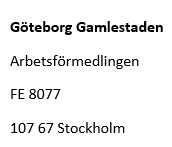 Göteborg Gamlestaden
Arbetsförmedlingen
FE 8077
107 67 Stockholm